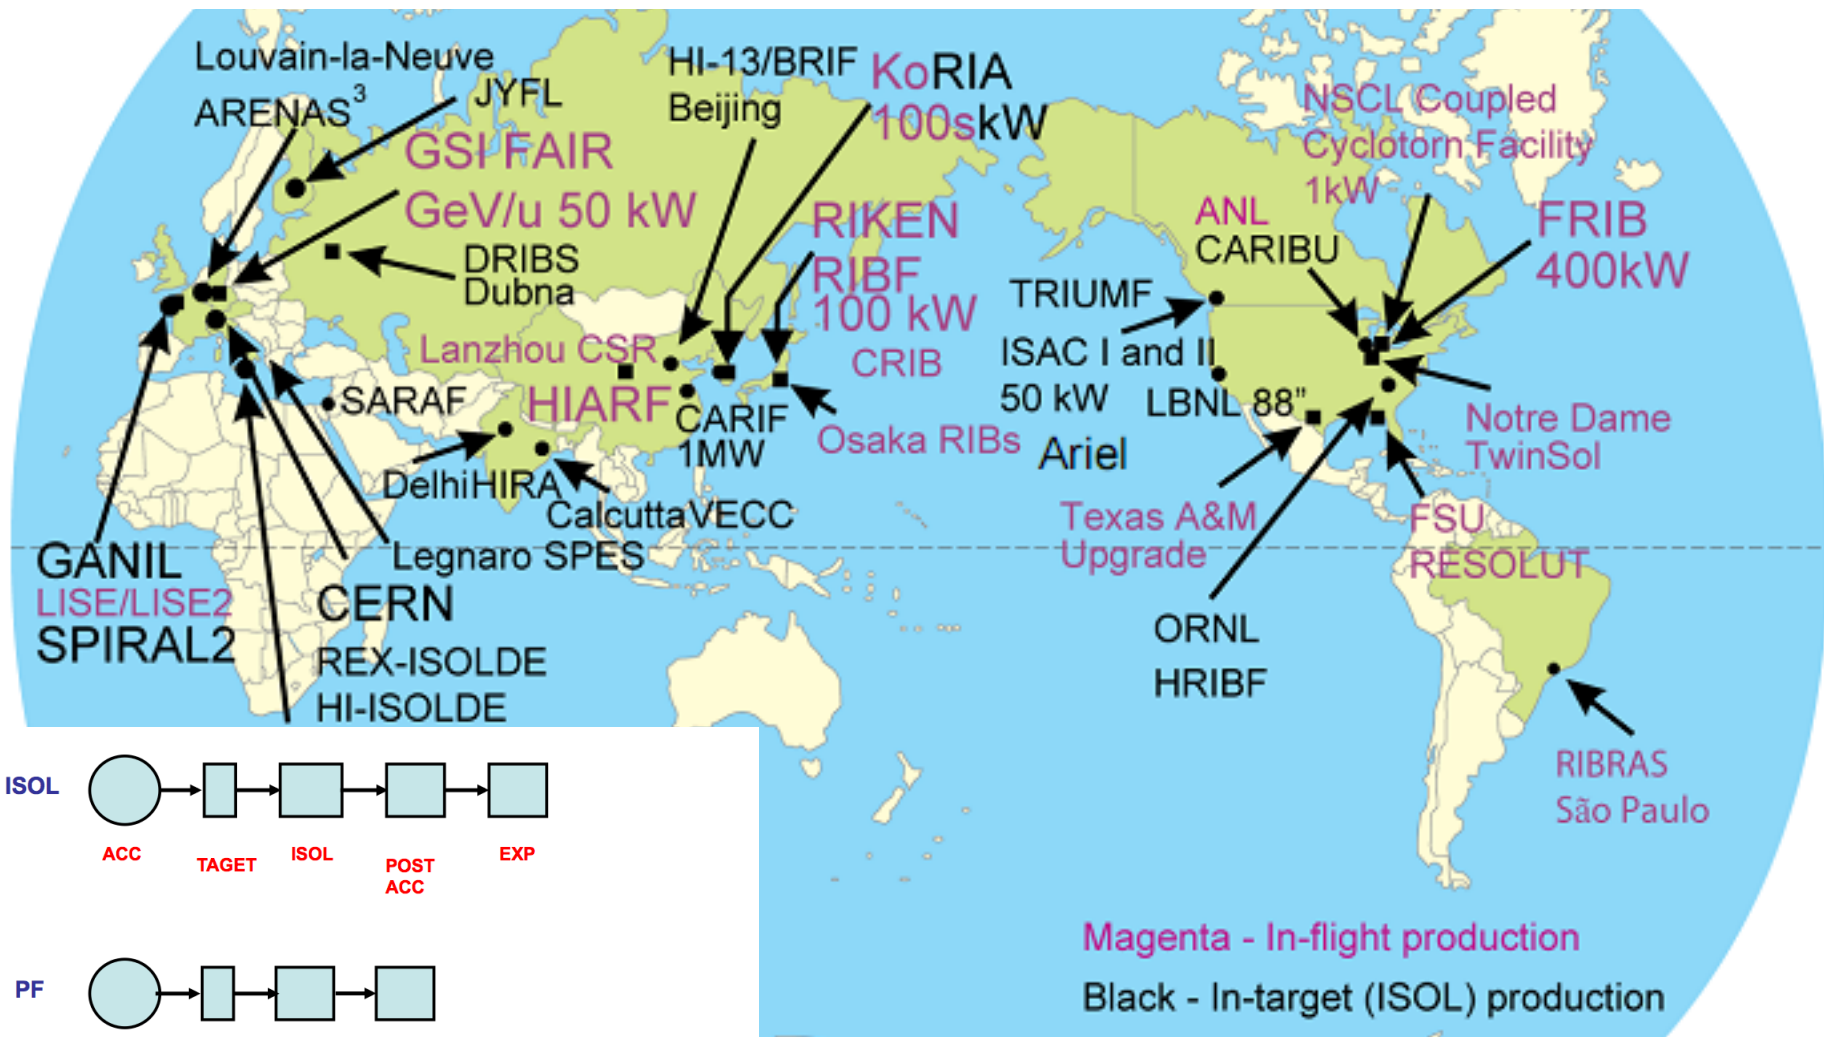 Louvain-la-Neuve
ARENAS3
JYFL
HI-13/BRIF
Beijing
KoRIA
100skW
GSI FAIR
GeV/u 50 kW
DRIBS
Dubna
RIKEN
RIBF
100 kW
CRIB
Lanzhou CSR
HIARF
CARIF
1MW
Osaka RIBs
SARAF
DelhiHIRA
CalcuttaVECC
Legnaro SPES
GANIL
LISE/LISE2
SPIRAL2
CERN
REX-ISOLDE
HI-ISOLDE
NSCL Coupled
Cyclotorn Facility
1kW
ANL
CARIBU
FRIB
400kW
TRIUMF
ISAC I and II
50 kW
Ariel
LBNL 88”
Notre Dame
TwinSol
Texas A&M
Upgrade
FSU
RESOLUT
ORNL
HRIBF
RIBRAS
São Paulo
ISOL
ACC
TAGET
ISOL
POST
ACC
EXP
PF
Magenta - In-flight production
Black - In-target (ISOL) production